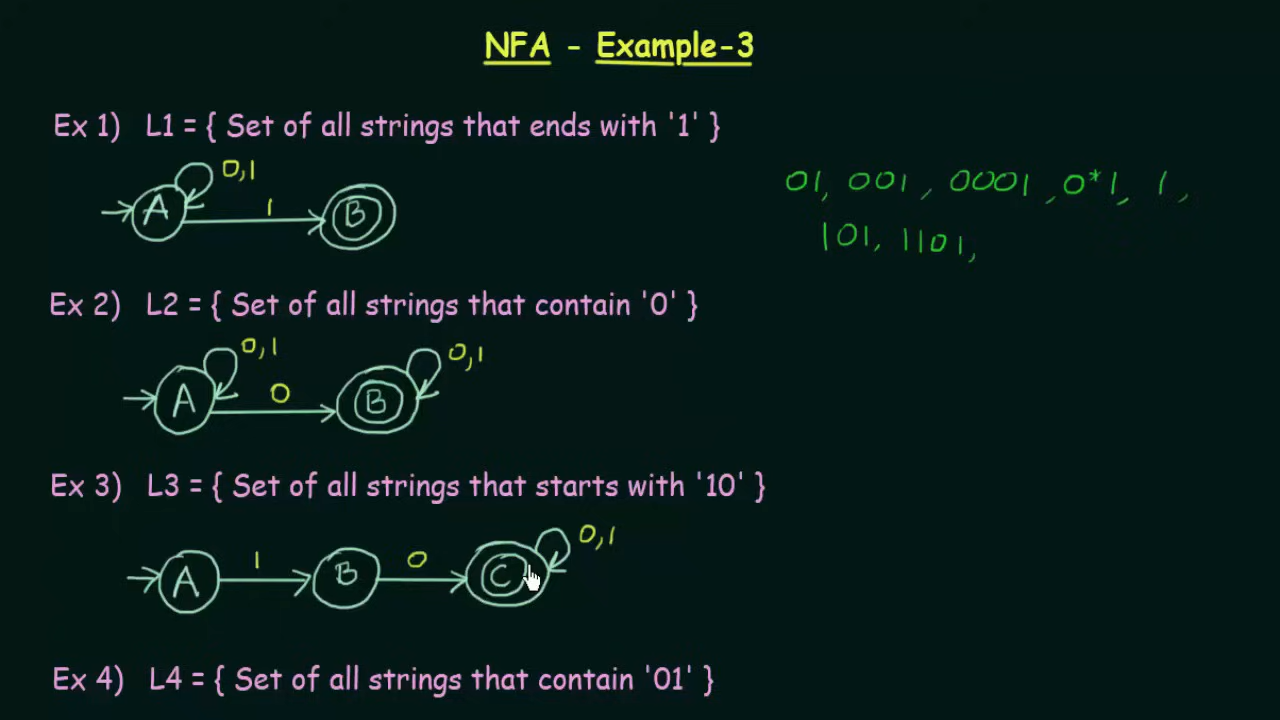 NFA - Example-3
Ex 1) L1 = { Set of all strings that ends with '1' }
0,1
A 1 B
01, 001, 0001, 0*1, 1,
101, 1101,
Ex 2) L2 = { Set of all strings that contain '0' }
0,1 0,1
A 0 B
Ex 3) L3 = { Set of all strings that starts with '10' }
0,1
A 1 B 0 C
Ex 4) L4 = { Set of all strings that contain '01' }